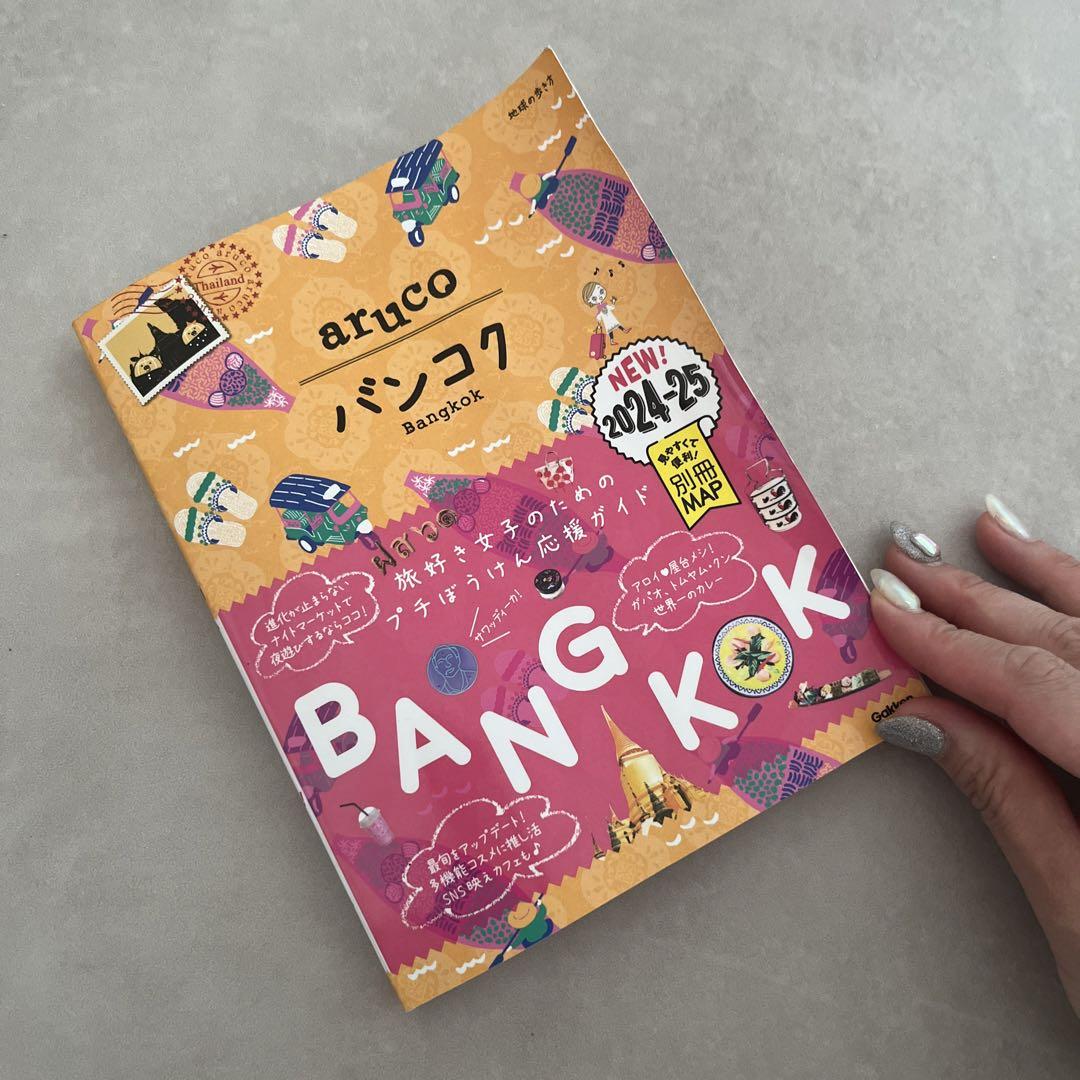 地球の歩き方
aruco
Thailand
aruco
バンコク
Bangkok
NEW!
2024-25
見やすくて
便利!
別冊
MAP
旅好き女子のための
プチぼうけん応援ガイド
進化が止まらない
ナイトマーケットで
夜遊びするならココ!
サワッディーカ!
アロイ♥屋台メシ!
ガパオ、トムヤム・クン
世界一のカレー
BANGKOK
Gakken
最旬をアップデート!
多機能コスメに推し活
SNS映えカフェも♪